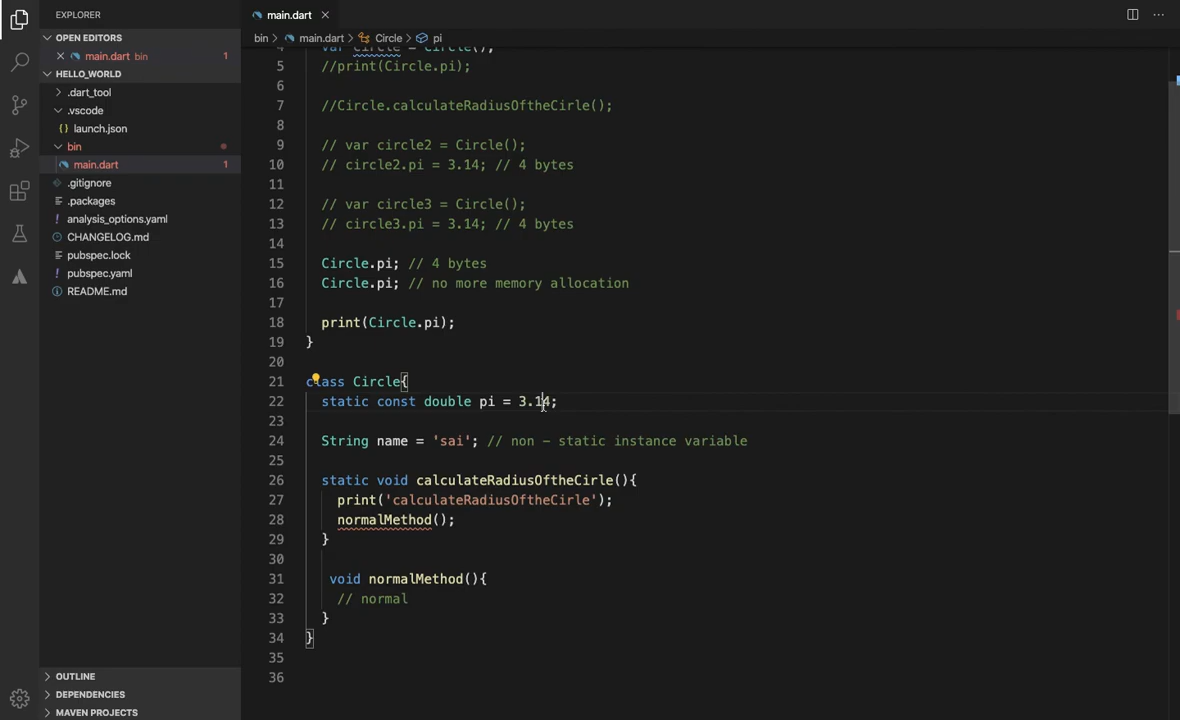 EXPLORER
main.dart
OPEN EDITORS
main.dart bin 1
HELLO_WORLD
.dart_tool
.vscode
launch.json
bin
main.dart 1
.gitignore
.packages
! analysis_options.yaml
CHANGELOG.md
pubspec.lock
! pubspec.yaml
README.md
OUTLINE
DEPENDENCIES
MAVEN PROJECTS
bin > main.dart > Circle > pi
4 var circle = Circle();
5 //print(Circle.pi);
6
7 //Circle.calculateRadiusOftheCirle();
8
9 // var circle2 = Circle();
10 // circle2.pi = 3.14; // 4 bytes
11
12 // var circle3 = Circle();
13 // circle3.pi = 3.14; // 4 bytes
14
15 Circle.pi; // 4 bytes
16 Circle.pi; // no more memory allocation
17
18 print(Circle.pi);
19 }
20
21 class Circle{
22 static const double pi = 3.14;
23
24 String name = 'sai'; // non - static instance variable
25
26 static void calculateRadiusOftheCirle(){
27 print('calculateRadiusOftheCirle');
28 normalMethod();
29 }
30
31 void normalMethod(){
32 // normal
33 }
34 }
35
36